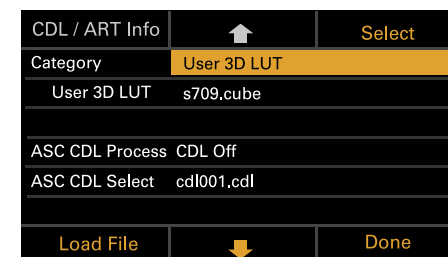 CDL / ART Info Select
Category User 3D LUT
User 3D LUT s709.cube
ASC CDL Process CDL Off
ASC CDL Select cdl001.cdl
Load File Done